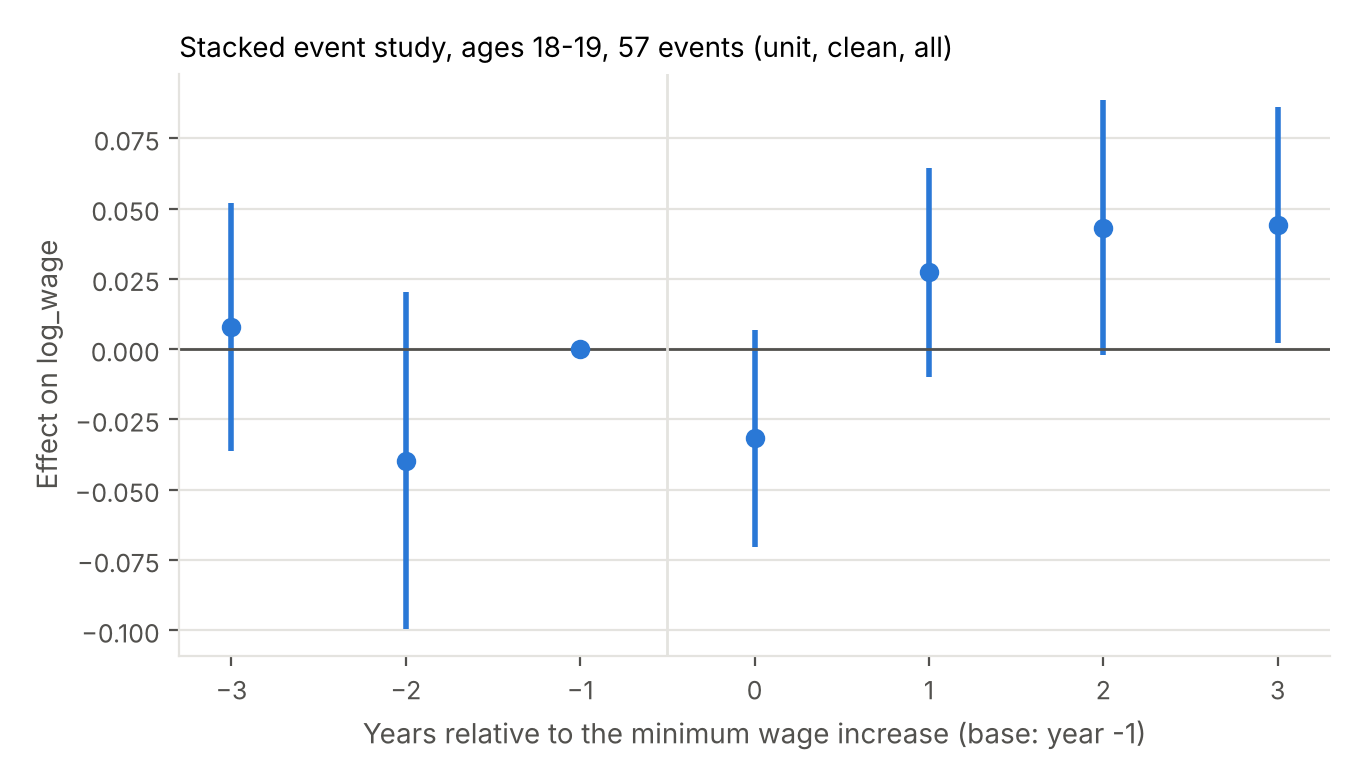 Stacked event study, ages 18-19, 57 events (unit, clean, all)
Effect on log_wage
0.075
0.050
0.025
0.000
−0.025
−0.050
−0.075
−0.100
−3 −2 −1 0 1 2 3
Years relative to the minimum wage increase (base: year -1)